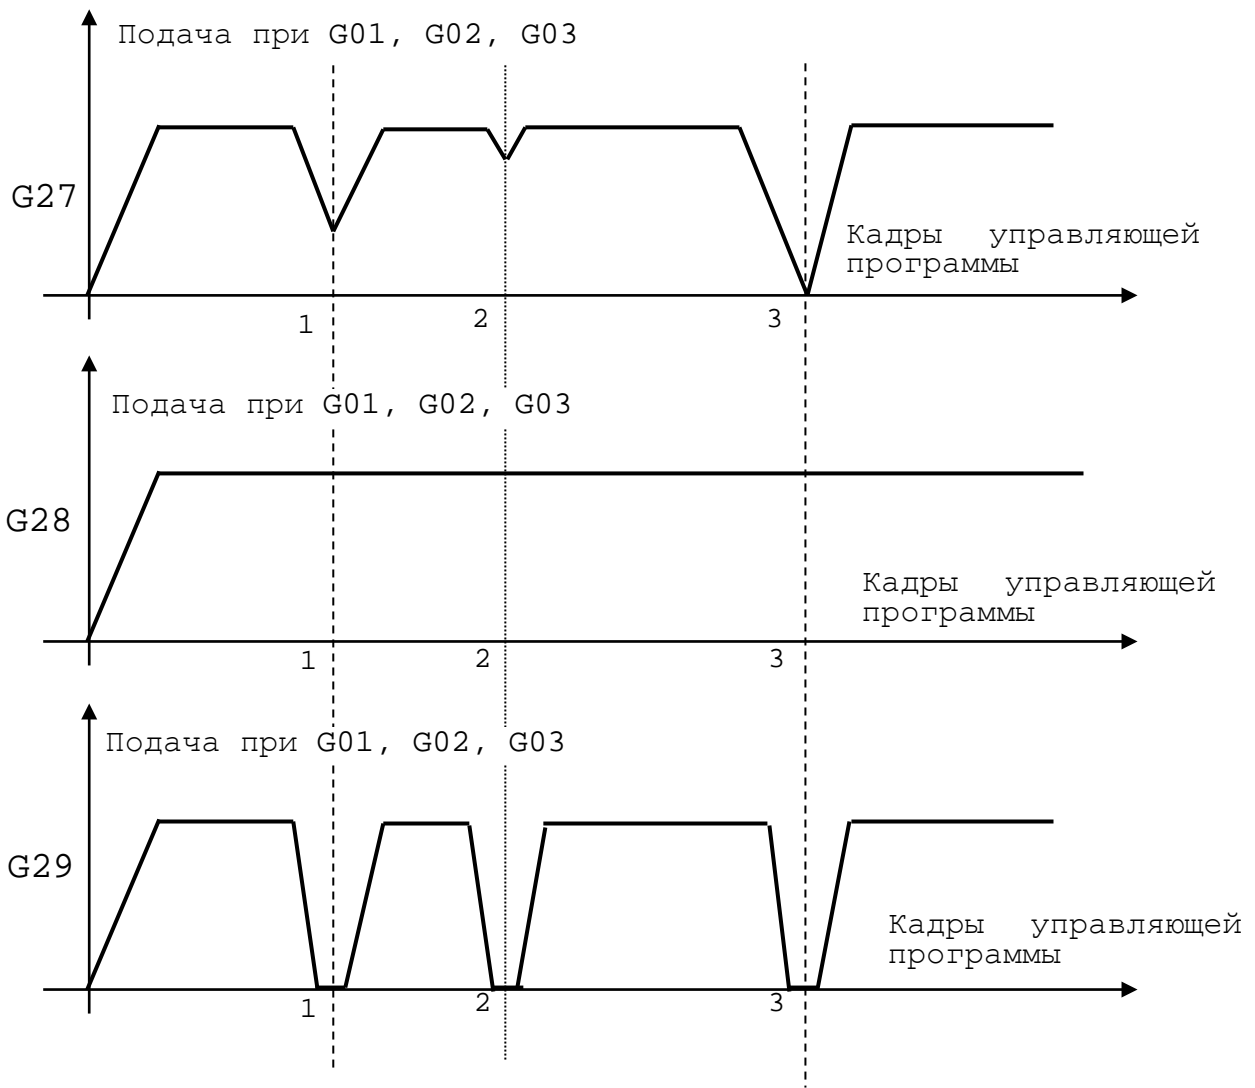 Подача при G01, G02, G03
G27
Кадры управляющей
программы
1 2 3
Подача при G01, G02, G03
G28
Кадры управляющей
программы
1 2 3
Подача при G01, G02, G03
G29
Кадры управляющей
программы
1 2 3